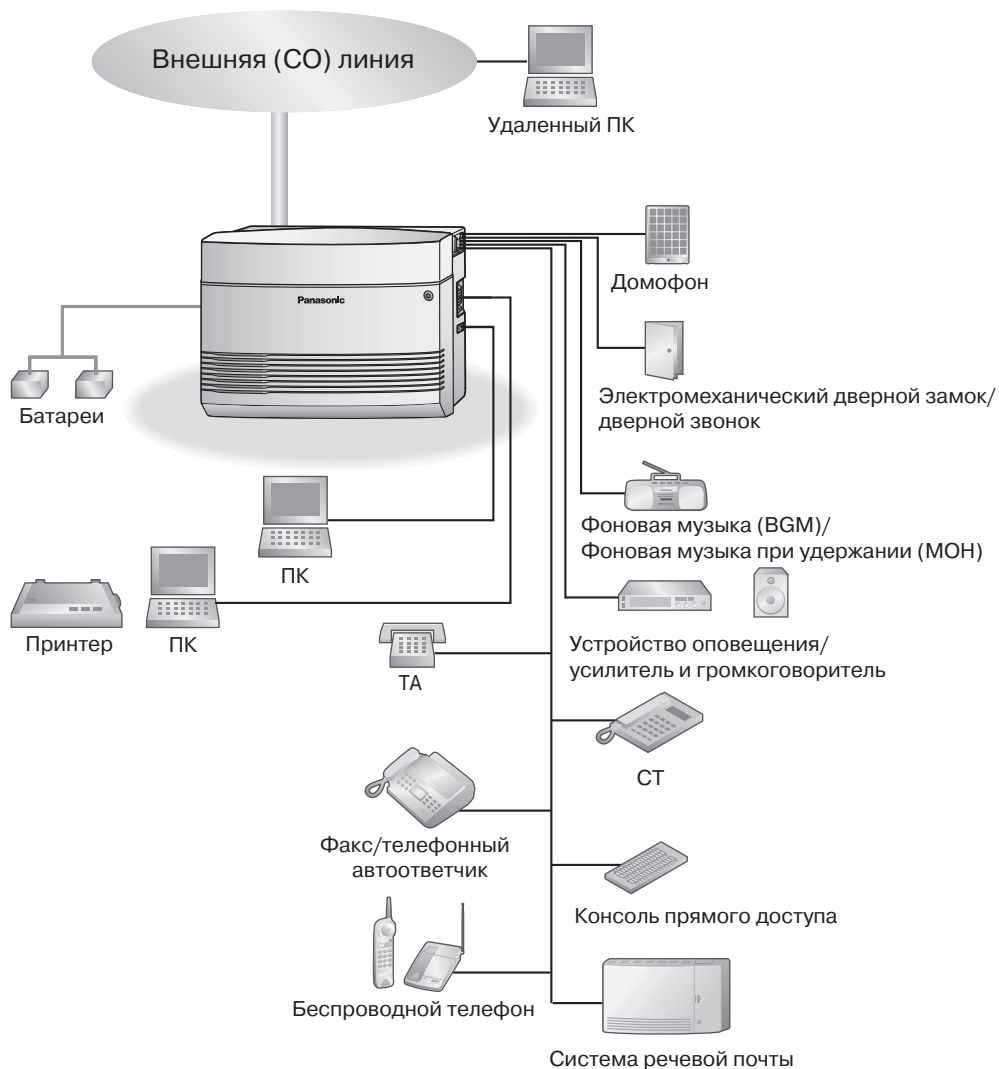 Внешняя (CO) линия
Удаленный ПК
Panasonic
Домофон
Батареи
Электромеханический дверной замок/
дверной звонок
ПК
Фоновая музыка (BGM)/
Фоновая музыка при удержании (MOH)
Принтер
ПК
ТА
Устройство оповещения/
усилитель и громкоговоритель
СТ
Факс/телефонный
автоответчик
Консоль прямого доступа
Беспроводной телефон
Система речевой почты